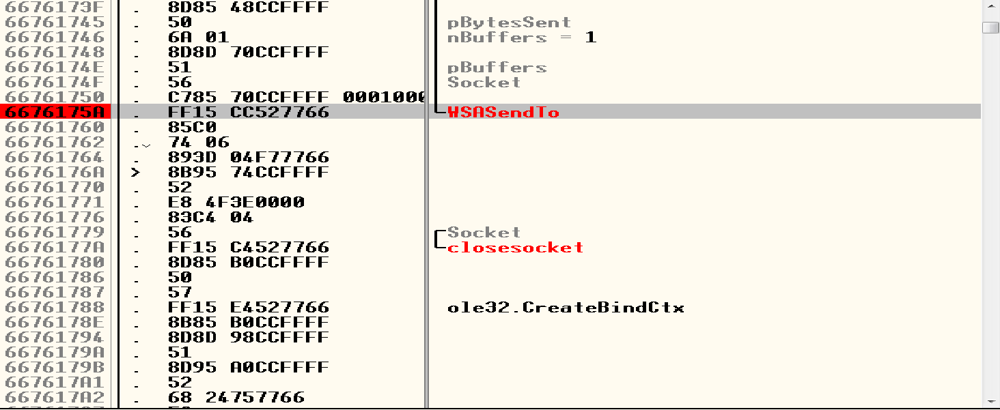 6676173F . 8D85 48CCFFFF
66761745 . 50 pBytesSent
66761746 . 6A 01 nBuffers = 1
66761748 . 8D8D 70CCFFFF
6676174E . 51 pBuffers
6676174F . 56 Socket
66761750 . C785 70CCFFFF 0001000
6676175A . FF15 CC527766 WSASendTo
66761760 . 85C0
66761762 . 74 06
66761764 . 893D 04F77766
6676176A > 8B95 74CCFFFF
66761770 . 52
66761771 . E8 4F3E0000
66761776 . 83C4 04
66761779 . 56 Socket
6676177A . FF15 C4527766 closesocket
66761780 . 8D85 B0CCFFFF
66761786 . 50
66761787 . 57
66761788 . FF15 E4527766 ole32.CreateBindCtx
6676178E . 8B85 B0CCFFFF
66761794 . 8D8D 98CCFFFF
6676179A . 51
6676179B . 8D95 A0CCFFFF
667617A1 . 52
667617A2 . 68 24757766